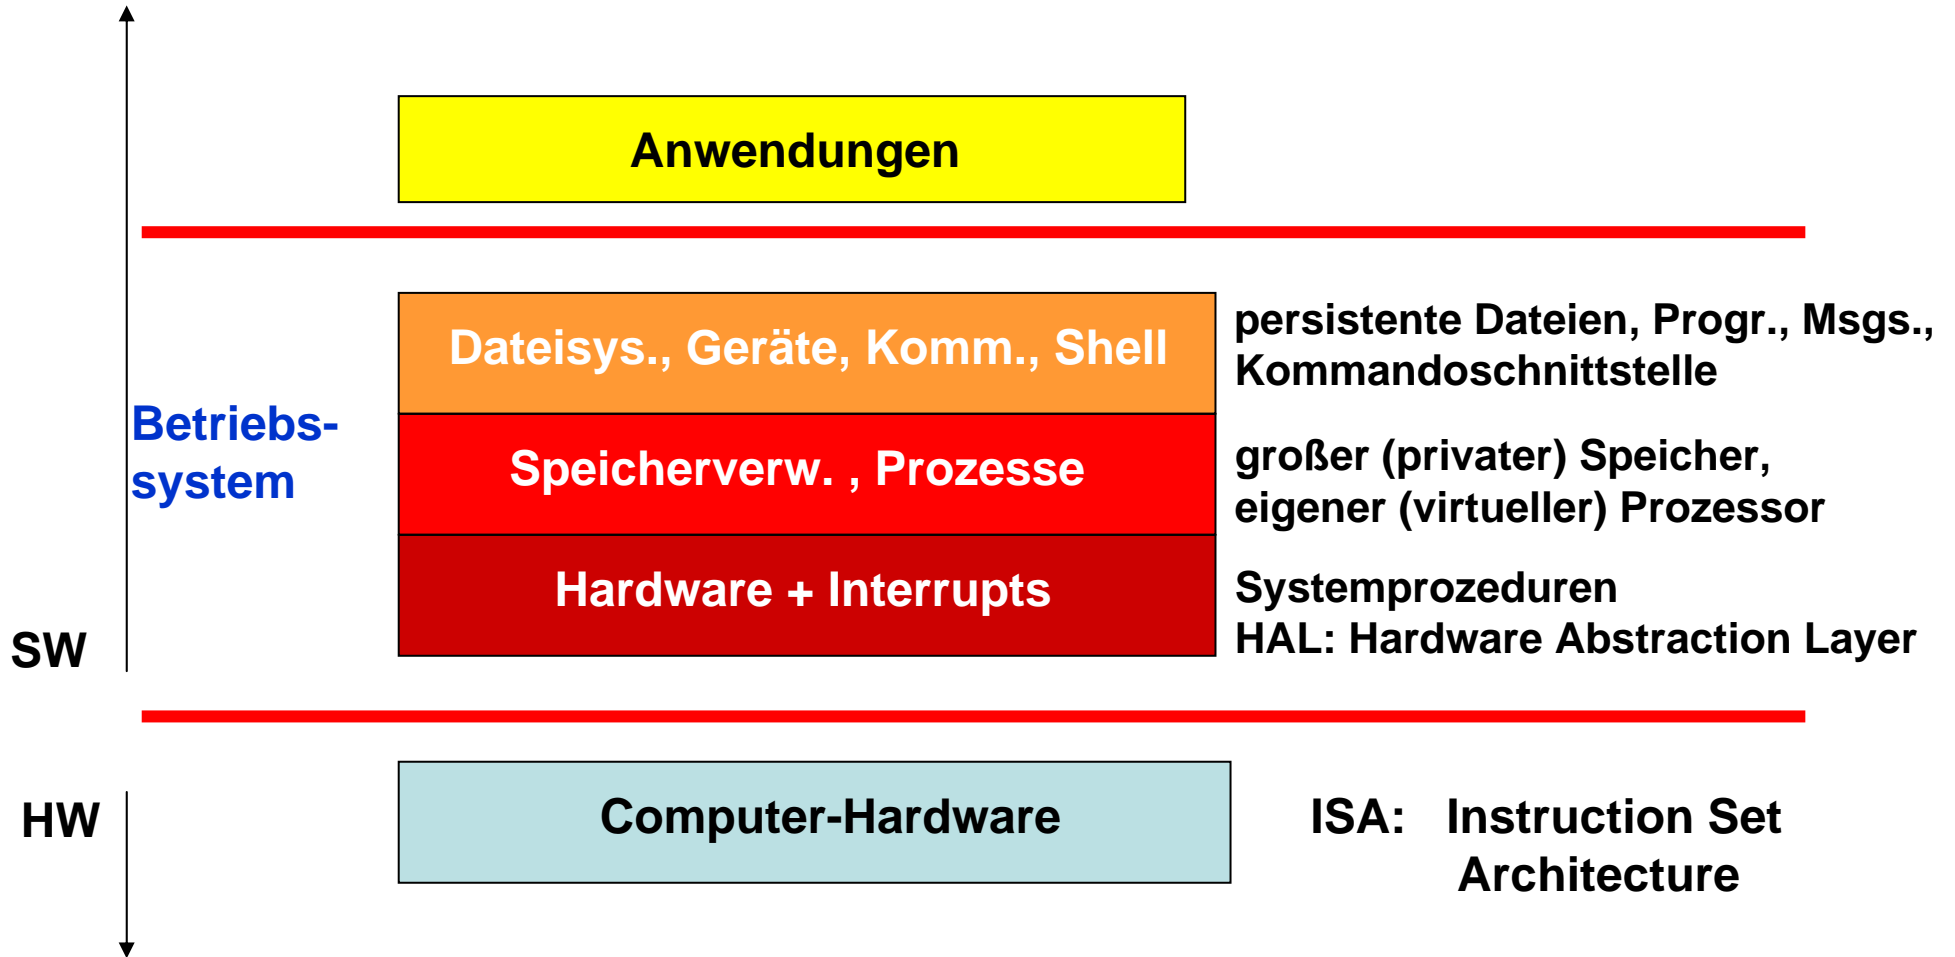 Anwendungen
Dateisys., Geräte, Komm., Shell
persistente Dateien, Progr., Msgs.,
Kommandoschnittstelle
Betriebs-
system
Speicherverw. , Prozesse
großer (privater) Speicher,
eigener (virtueller) Prozessor
Hardware + Interrupts
Systemprozeduren
HAL: Hardware Abstraction Layer
SW
HW
Computer-Hardware
ISA: Instruction Set
Architecture